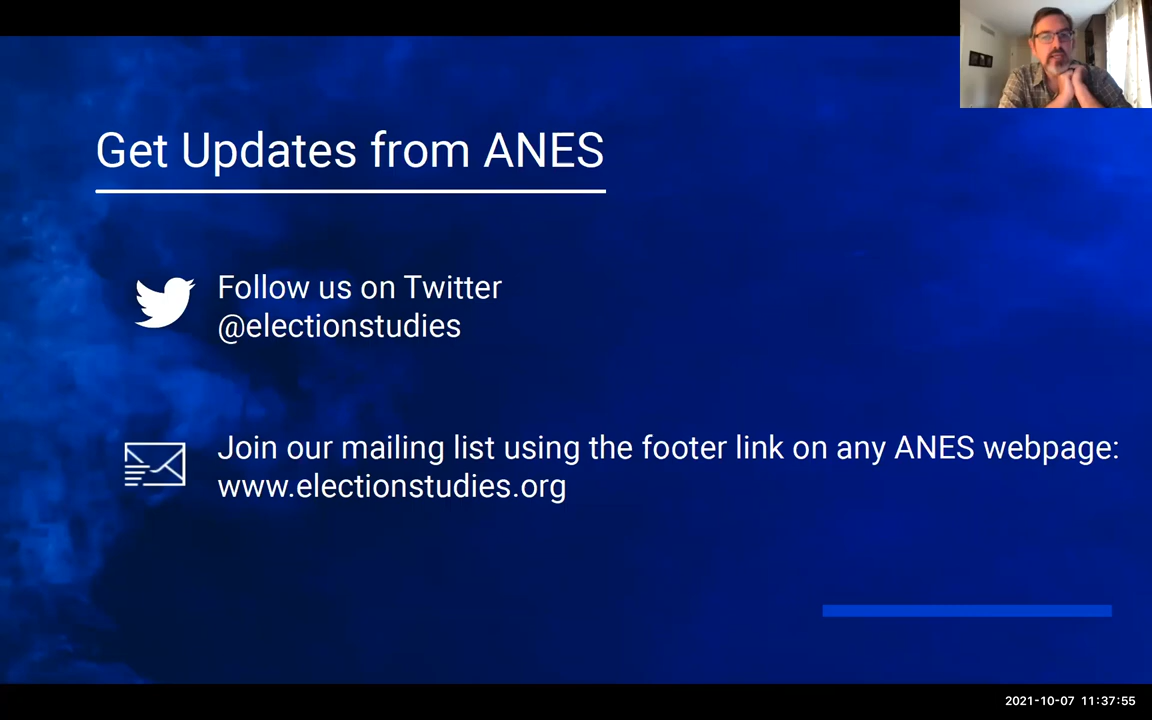 Get Updates from ANES
Follow us on Twitter
@electionstudies
Join our mailing list using the footer link on any ANES webpage:
www.electionstudies.org
2021-10-07 11:37:55